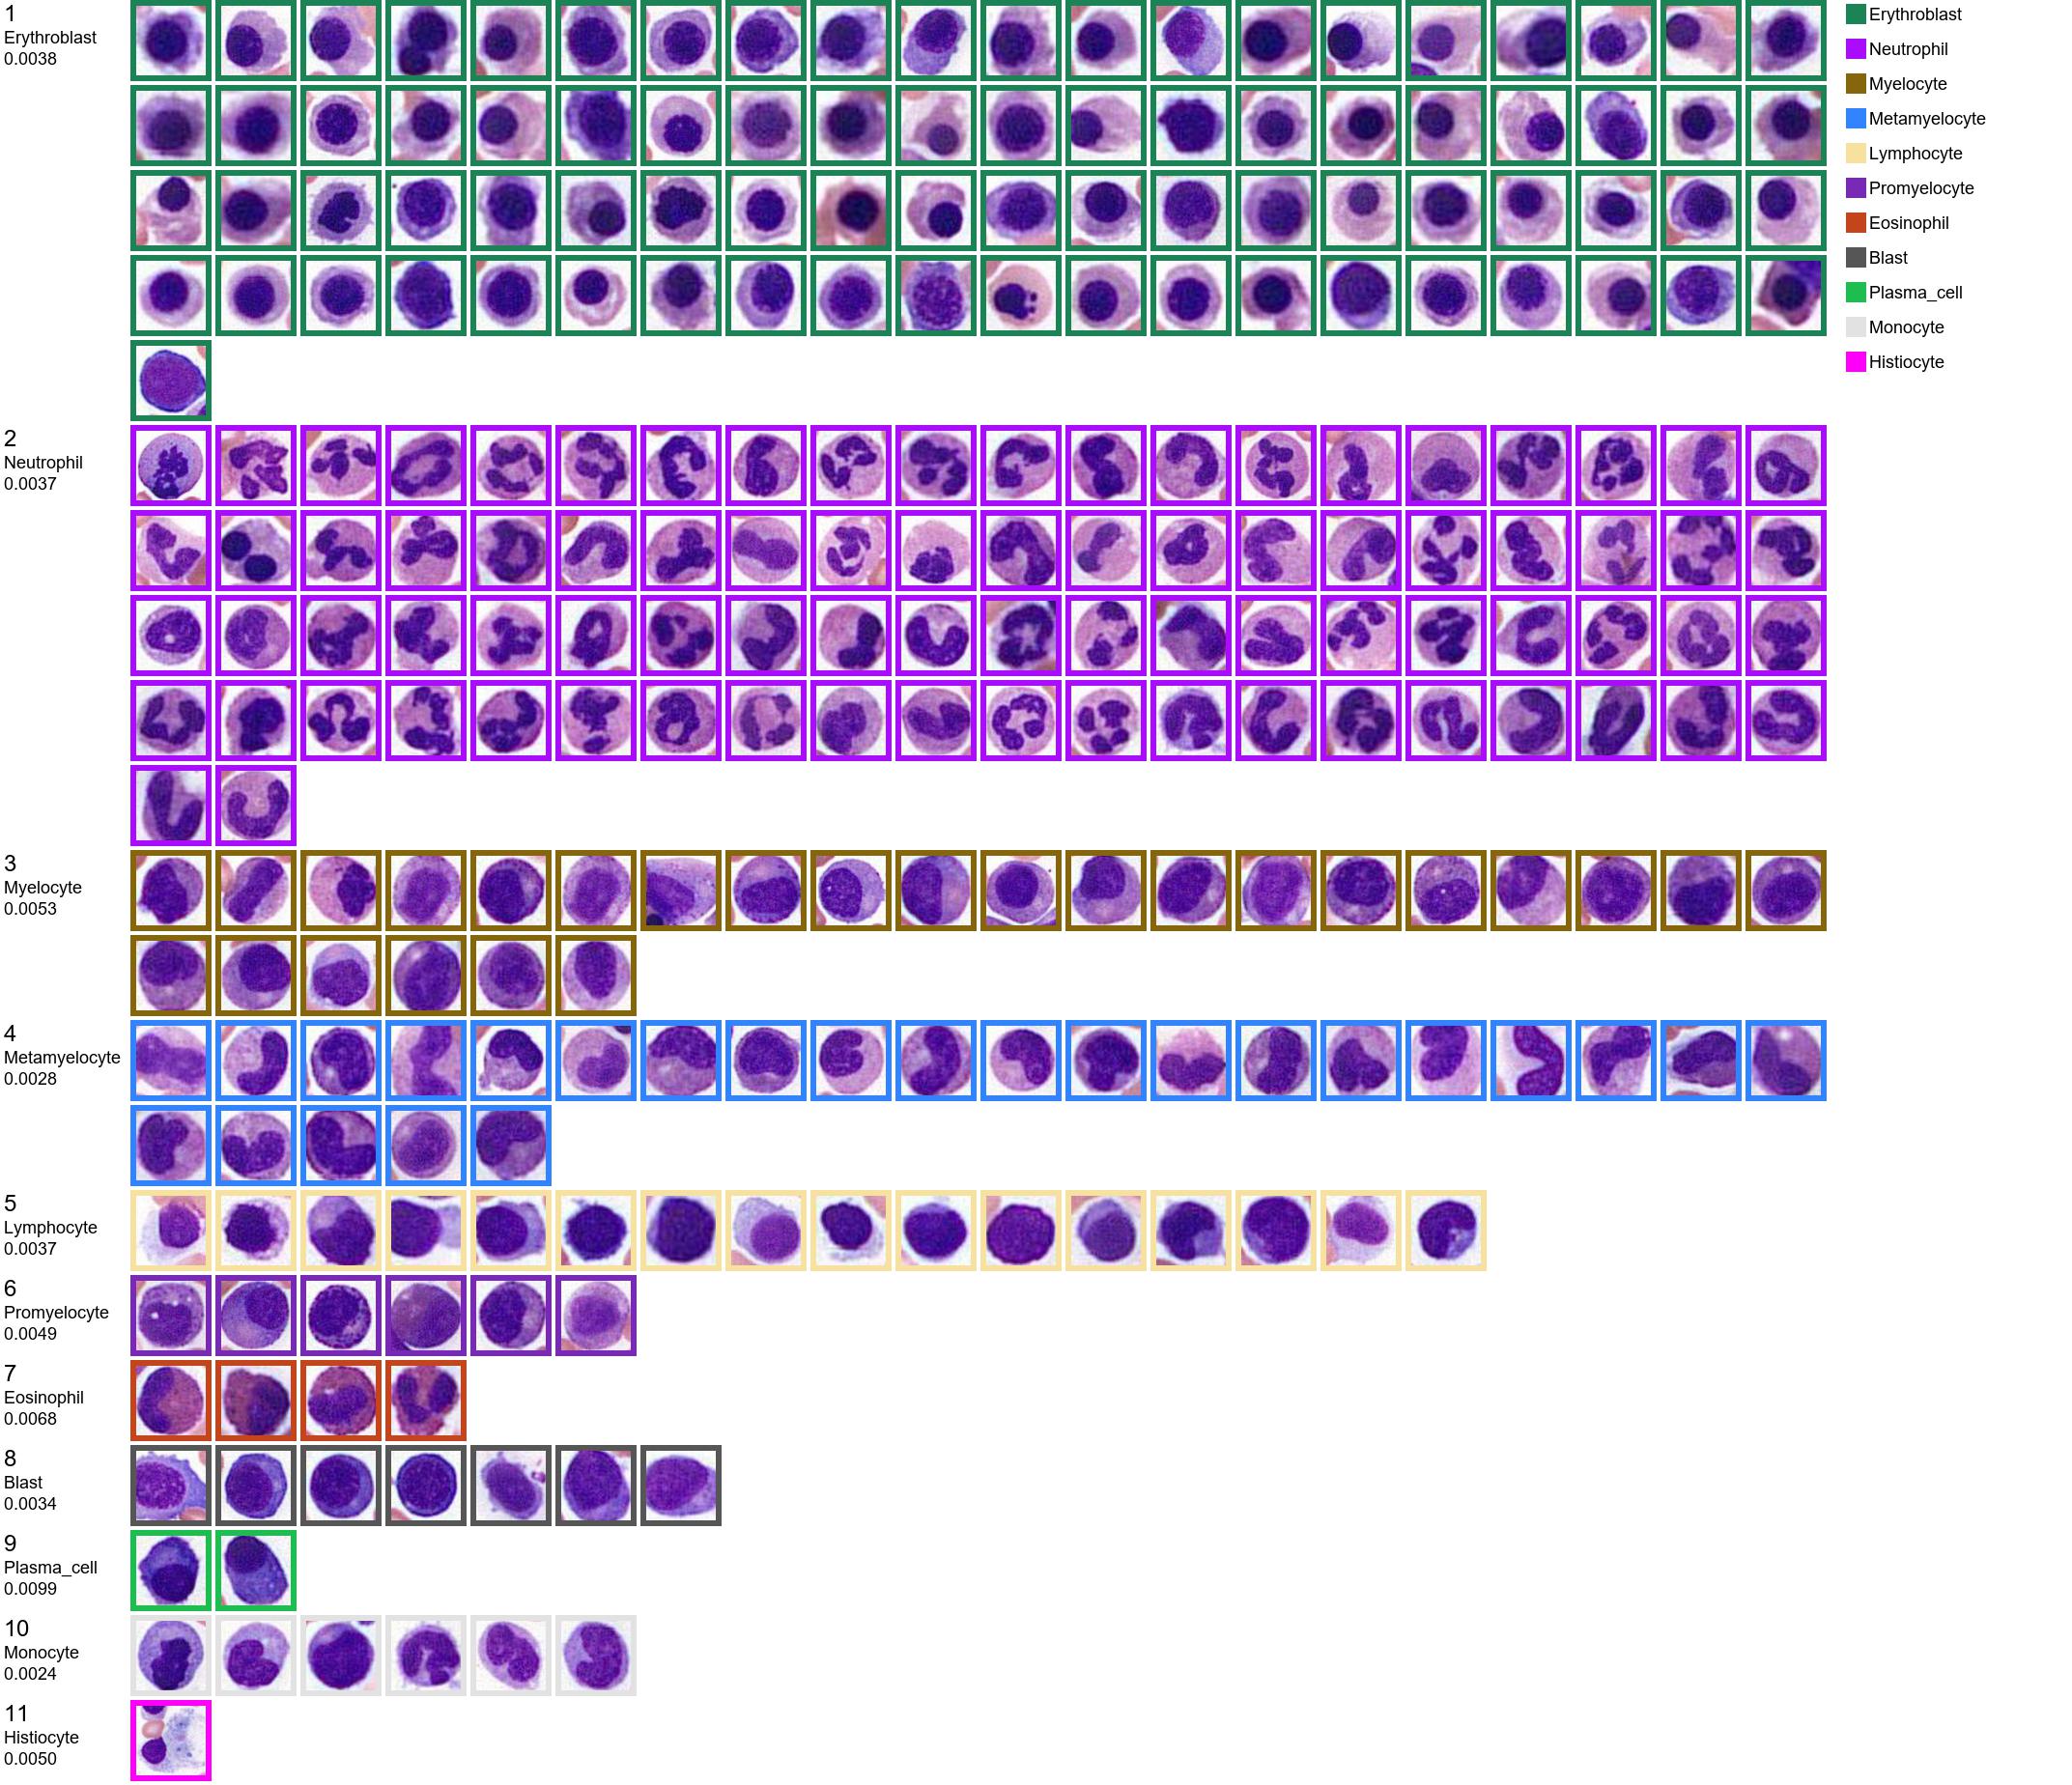 1
Erythroblast
0.0038
2
Neutrophil
0.0037
3
Myelocyte
0.0053
4
Metamyelocyte
0.0028
5
Lymphocyte
0.0037
6
Promyelocyte
0.0049
7
Eosinophil
0.0068
8
Blast
0.0034
9
Plasma_cell
0.0099
10
Monocyte
0.0024
11
Histiocyte
0.0050
Erythroblast
Neutrophil
Myelocyte
Metamyelocyte
Lymphocyte
Promyelocyte
Eosinophil
Blast
Plasma_cell
Monocyte
Histiocyte